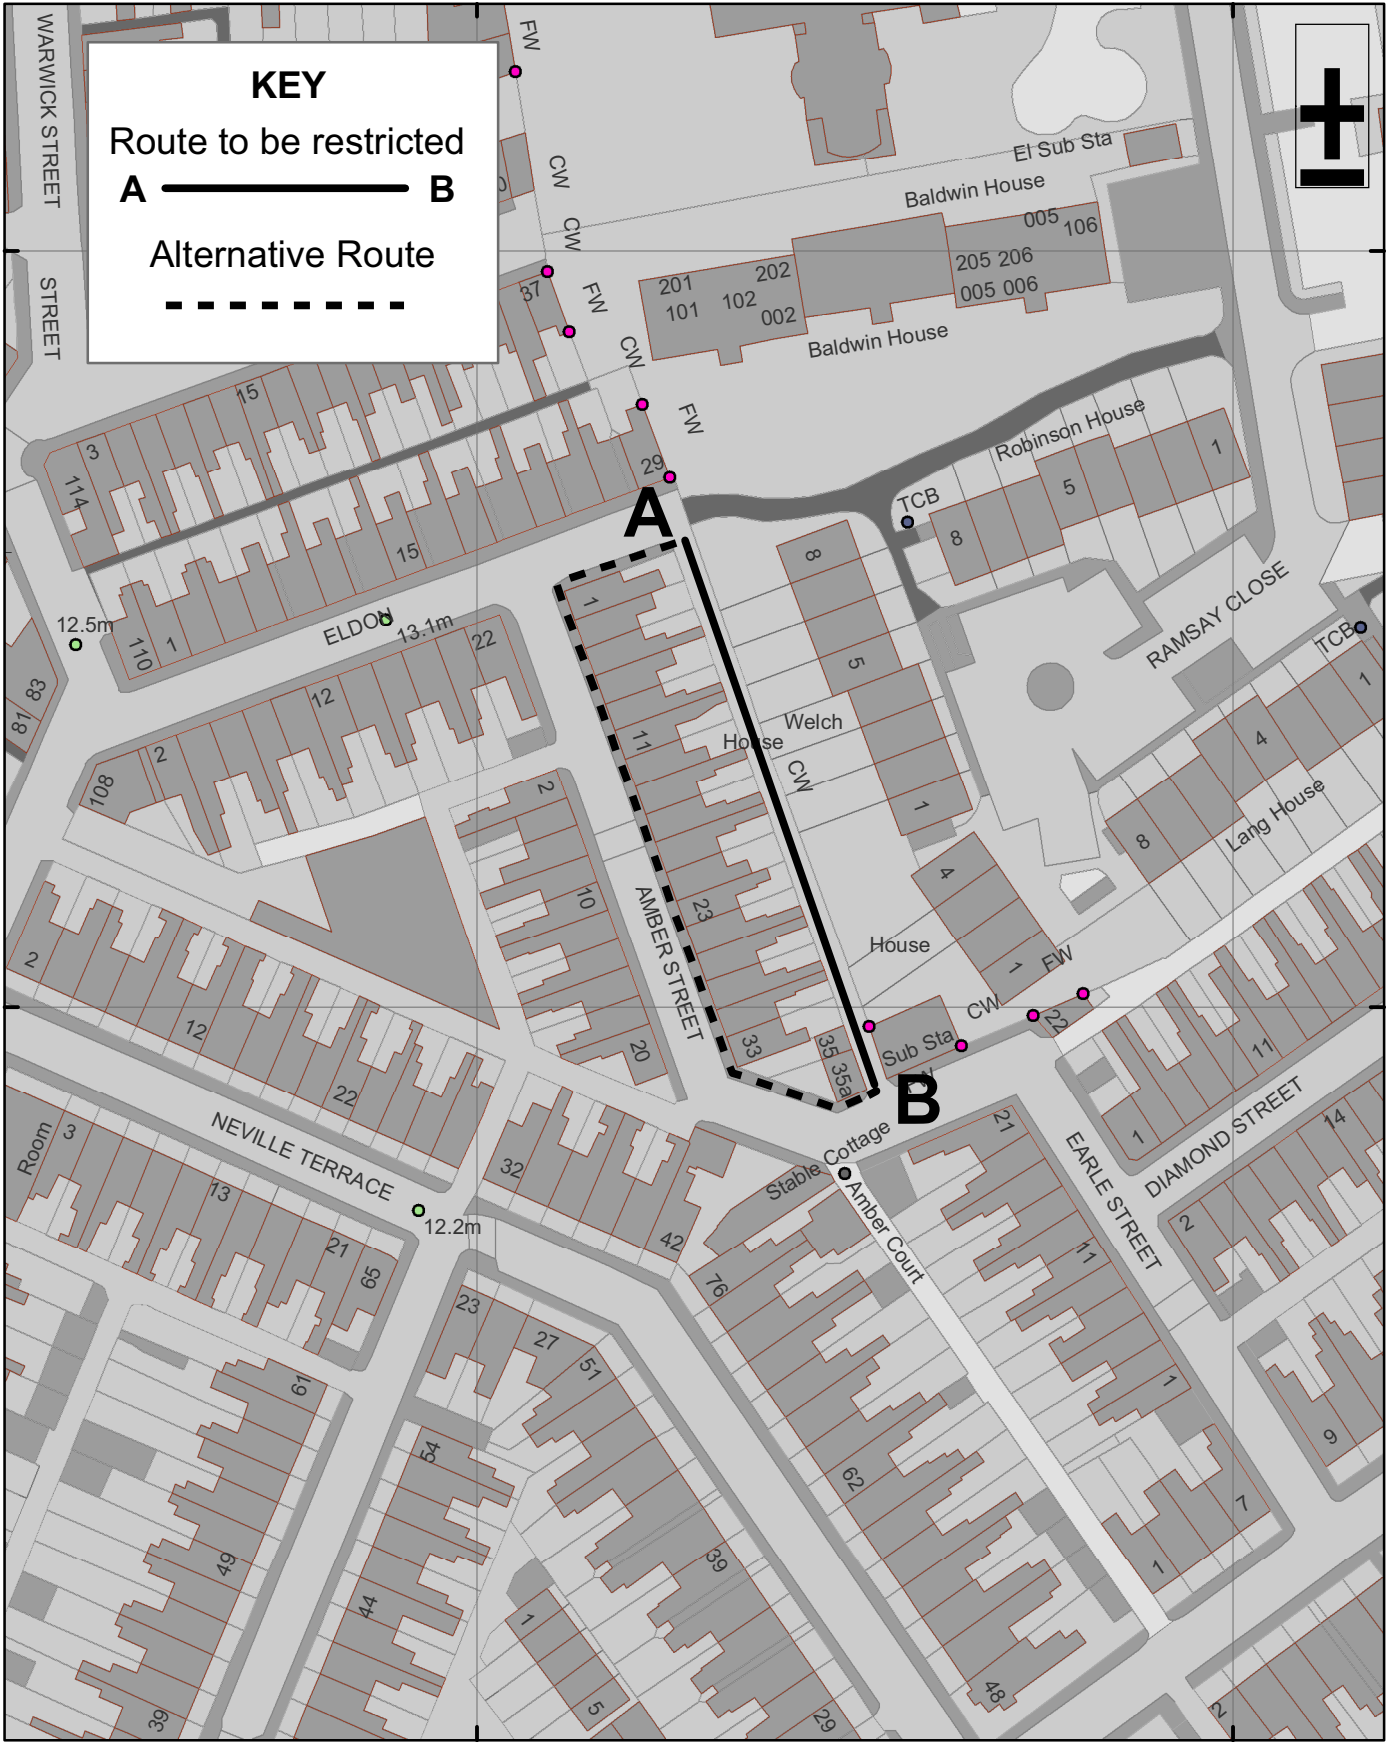 WARWICK STREET
STREET
KEY
Route to be restricted
A B
Alternative Route
FW
CW
CW
FW
CW
FW
El Sub Sta
Baldwin House
005 106
205 206
005 006
201 202
101 102 002
Baldwin House
37
15
3
114
29
15
A
Robinson House
1
5
8
TCB
8
5
1
Welch
House
CW
RAMSAY CLOSE
TCB
1
4
8
Lang House
12.5m
ELDON
13.1m
110
1
83
81
22
12
2
108
1
11
23
33
35
35a
2
10
20
AMBER STREET
4
1
House
FW
CW
22
Sub Sta
B
2
12
22
NEVILLE TERRACE
12.2m
Room
3
13
21
65
32
42
Stable Cottage
Amber Court
21
11
1
EARLE STREET
DIAMOND STREET
11
1
14
2
9
7
1
76
62
48
23
27
51
39
29
61
49
39
54
44
1
5
2